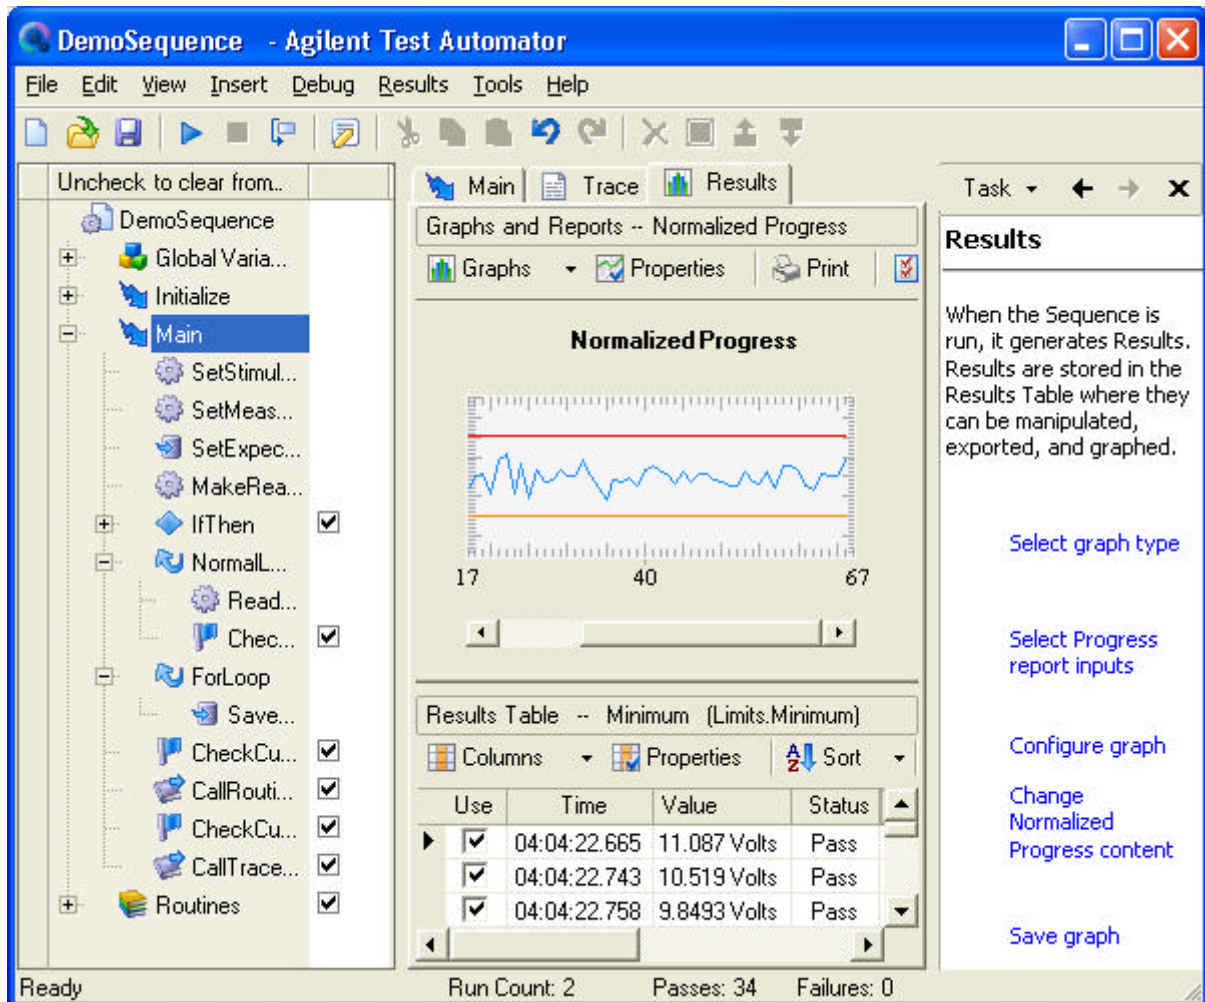 DemoSequence - Agilent Test Automator
File Edit View Insert Debug Results Tools Help
Uncheck to clear from..
DemoSequence
Global Varia...
Initialize
Main
SetStimul...
SetMeas...
SetExpec...
MakeRea...
IfThen
NormalL...
Read...
Chec...
ForLoop
Save...
CheckCu...
CallRouti...
CheckCu...
CallTrace...
Routines
Main Trace Results
Graphs and Reports -- Normalized Progress
Graphs Properties Print
Normalized Progress
17 40 67
Results Table -- Minimum (Limits.Minimum)
Columns Properties Sort
Use Time Value Status
04:04:22.665 11.087 Volts Pass
04:04:22.743 10.519 Volts Pass
04:04:22.758 9.8493 Volts Pass
Task
Results
When the Sequence is
run, it generates Results.
Results are stored in the
Results Table where they
can be manipulated,
exported, and graphed.
Select graph type
Select Progress
report inputs
Configure graph
Change
Normalized
Progress content
Save graph
Ready Run Count: 2 Passes: 34 Failures: 0